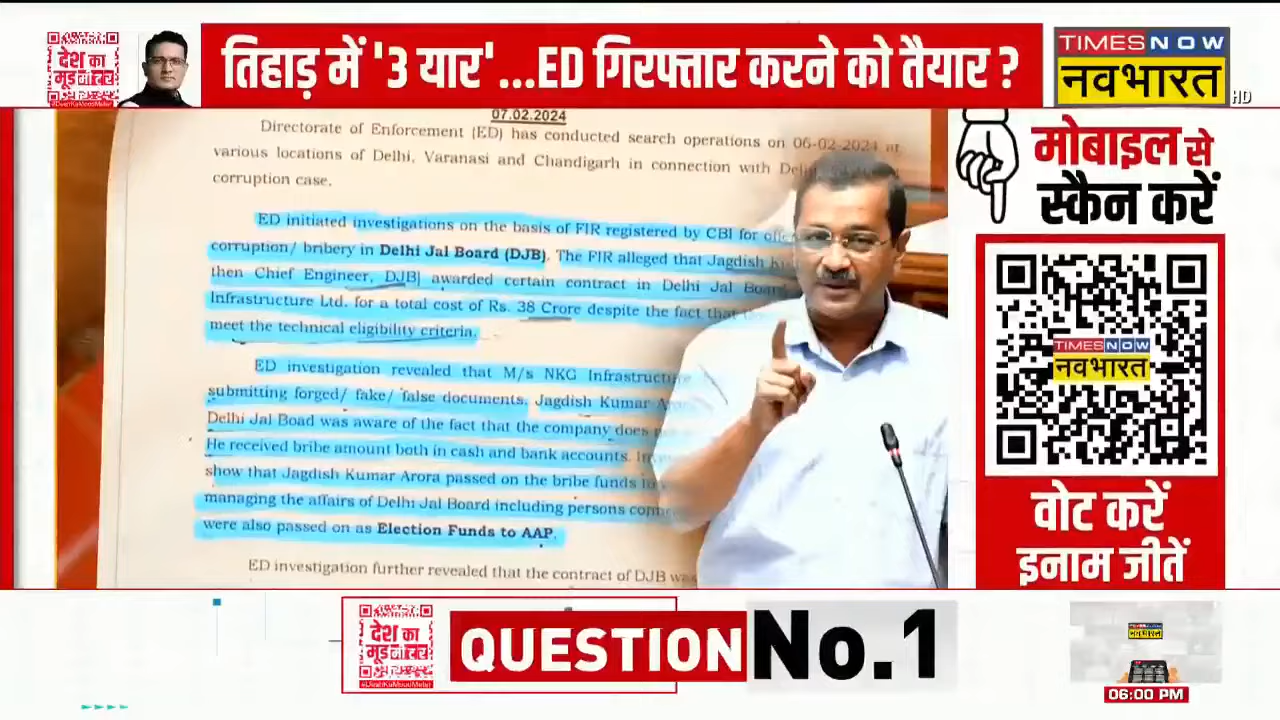 देश का
मूड मीटर
#DeshKaMoodMeter
तिहाड़ में '3 यार'...ED गिरफ्तार करने को तैयार ?
TIMES NOW
नवभारत
HD
07.02.2024
Directorate of Enforcement (ED) has conducted search operations on 06-02-2024 at
various locations of Delhi, Varanasi and Chandigarh in connection with
corruption case.
ED initiated investigations on the basis of FIR registered by CBI for
corruption/ bribery in Delhi Jal Board (DJB). The FIR alleged that Jagdish
then Chief Engineer, DJB] awarded certain contract in Delhi Jal
Infrastructure Ltd. for a total cost of Rs. 38 Crore despite the fact
meet the technical eligibility criteria.
ED investigation revealed that M/s NKG
submitting forged/ fake/ false documents. Jagdish Kumar
Delhi Jal Boad was aware of the fact that the company does
He received bribe amount both in cash and bank accounts.
show that Jagdish Kumar Arora passed on the bribe funds
managing the affairs of Delhi Jal Board including persons
were also passed on as Election Funds to AAP.
ED investigation further revealed that the contract of DJB was
मोबाइल से
स्कैन करें
TIMES NOW
नवभारत
वोट करें
इनाम जीतें
देश का
मूड मीटर
#DeshKaMoodMeter
QUESTION No.1
06:00 PM